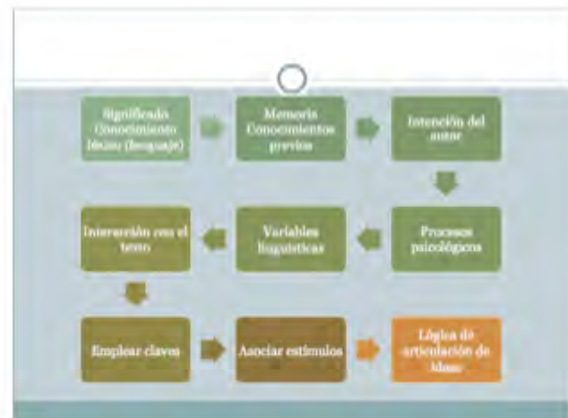 Significado
Conocimiento
léxico (lenguaje)
Memoria
Conocimientos
previos
Intención del
autor
Interacción con el
texto
Variables
linguisticas
Procesos
psicológicos
Emplear claves
Asociar estímulos
Lógica de
articulación de
ideas